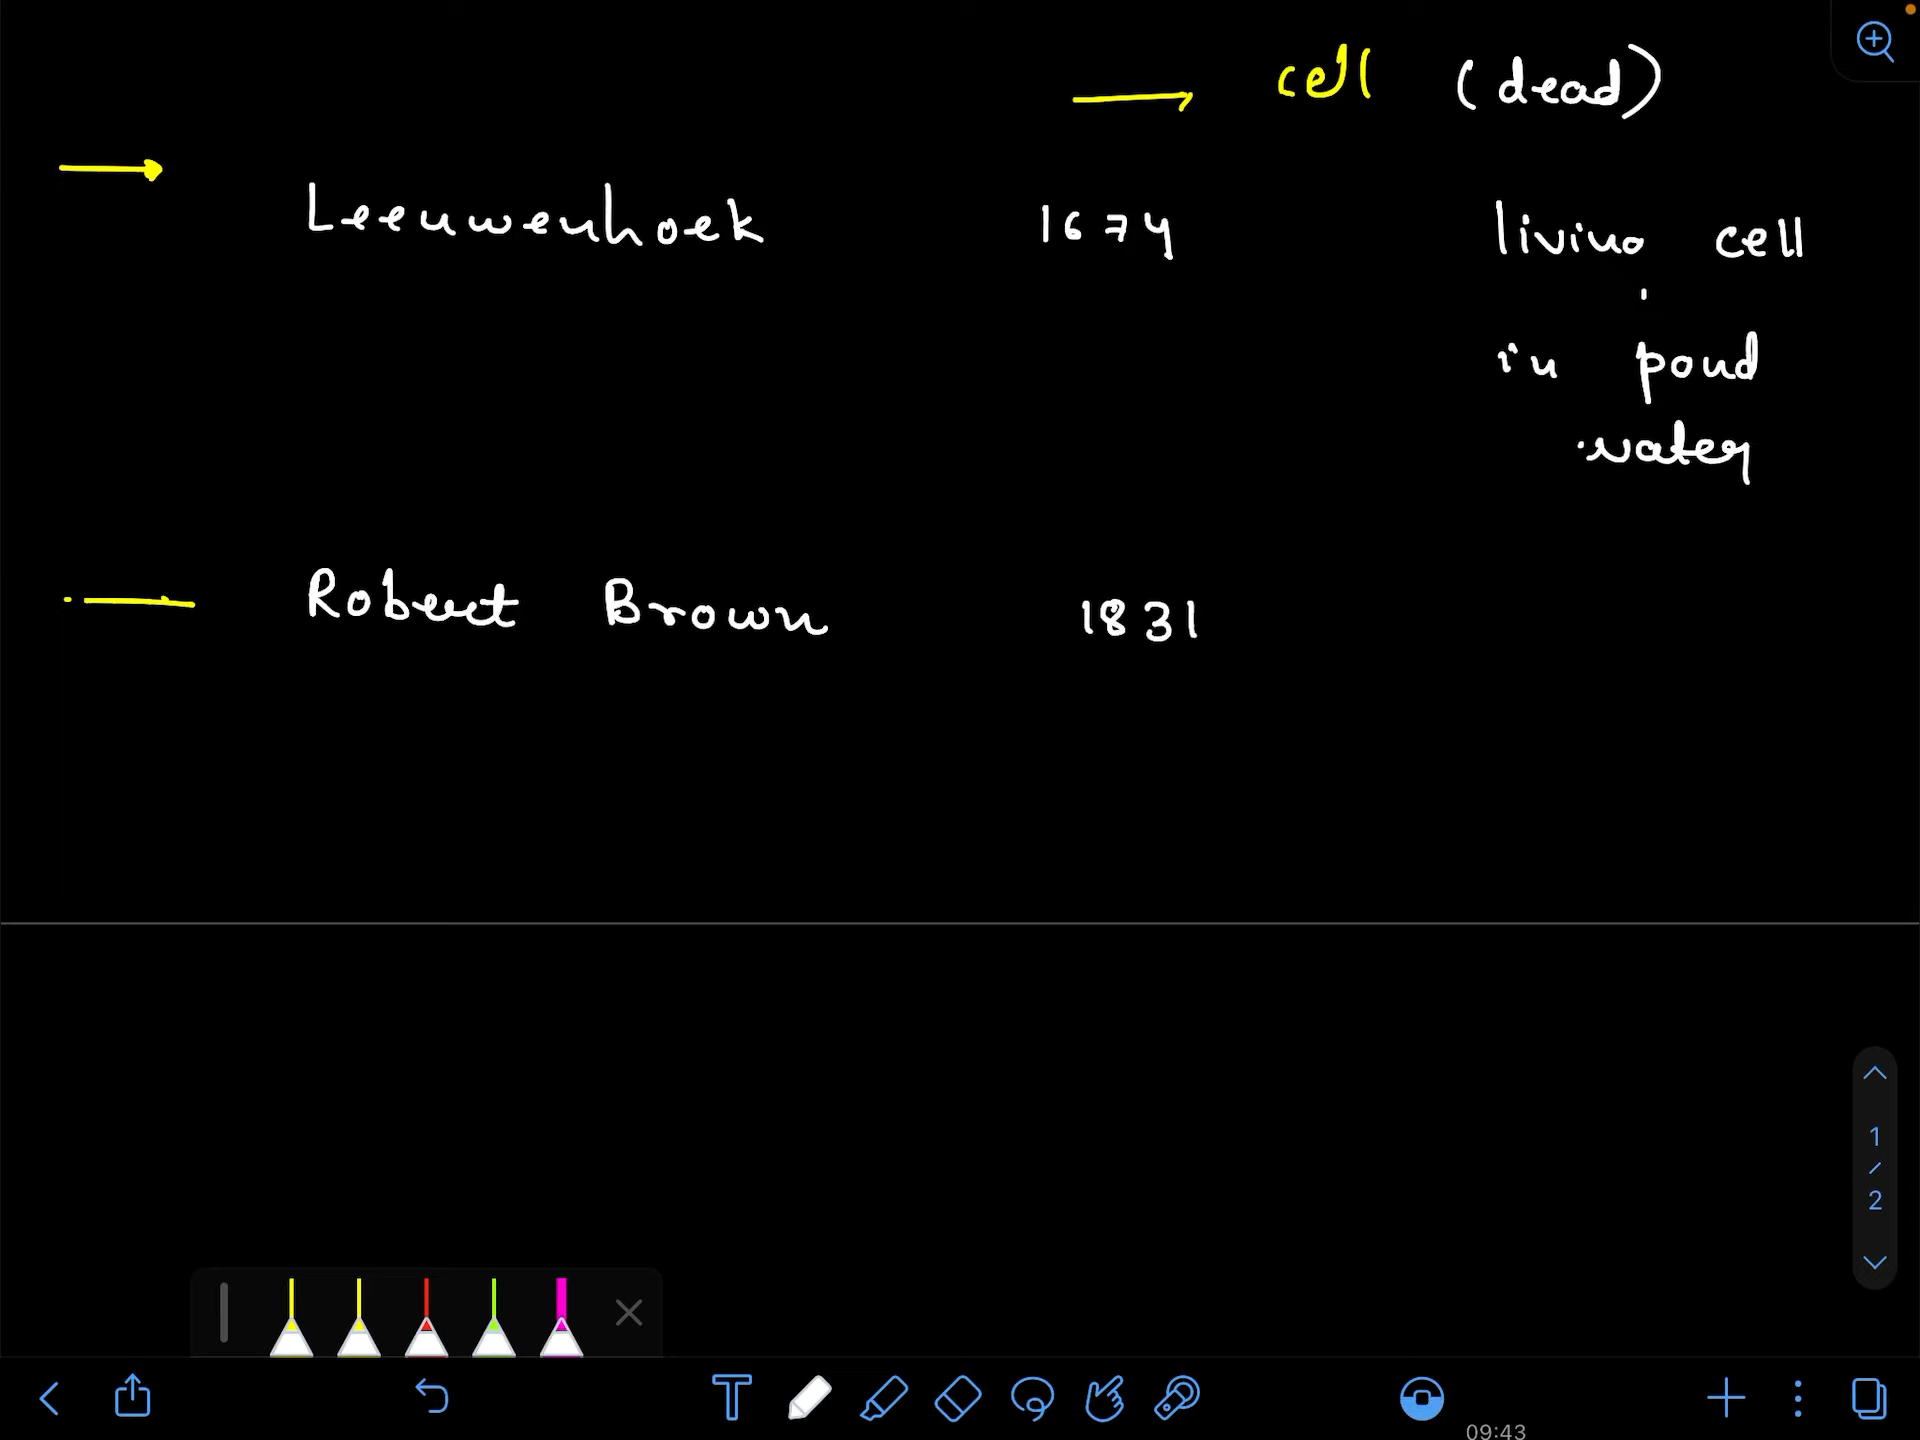 → cell (dead)
→ Leeuwenhoek 1674 living cell
in pond
water
Robert Brown 1831
1
/
2
T
09:43